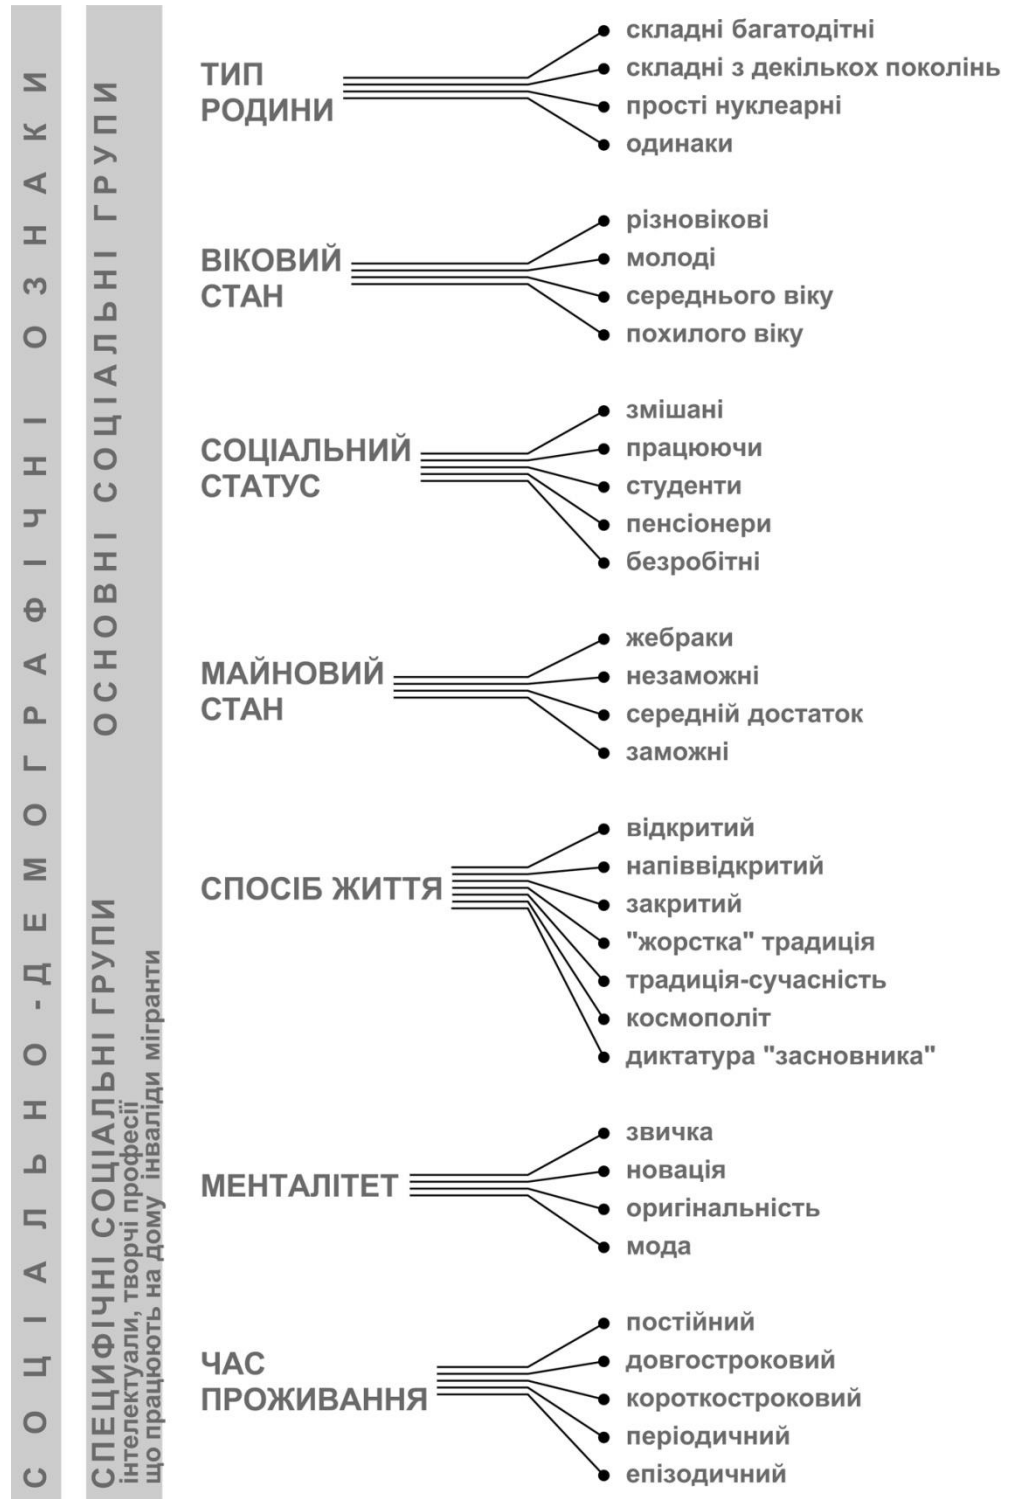 СОЦІАЛЬНО-ДЕМОГРАФІЧНІ ОЗНАКИ
ОСНОВНІ СОЦІАЛЬНІ ГРУПИ
СПЕЦИФІЧНІ СОЦІАЛЬНІ ГРУПИ
інтелектуали, творчі професії
що працюють на дому інваліди мігранти
ТИП
РОДИНИ
складні багатодітні
складні з декількох поколінь
прості нуклеарні
одинаки
ВІКОВИЙ
СТАН
різновікові
молоді
середнього віку
похилого віку
СОЦІАЛЬНИЙ
СТАТУС
змішані
працюючи
студенти
пенсіонери
безробітні
МАЙНОВИЙ
СТАН
жебраки
незаможні
середній достаток
заможні
СПОСІБ ЖИТТЯ
відкритий
напіввідкритий
закритий
"жорстка" традиція
традиція-сучасність
космополіт
диктатура "засновника"
МЕНТАЛІТЕТ
звичка
новація
оригінальність
мода
ЧАС
ПРОЖИВАННЯ
постійний
довгостроковий
короткостроковий
періодичний
епізодичний